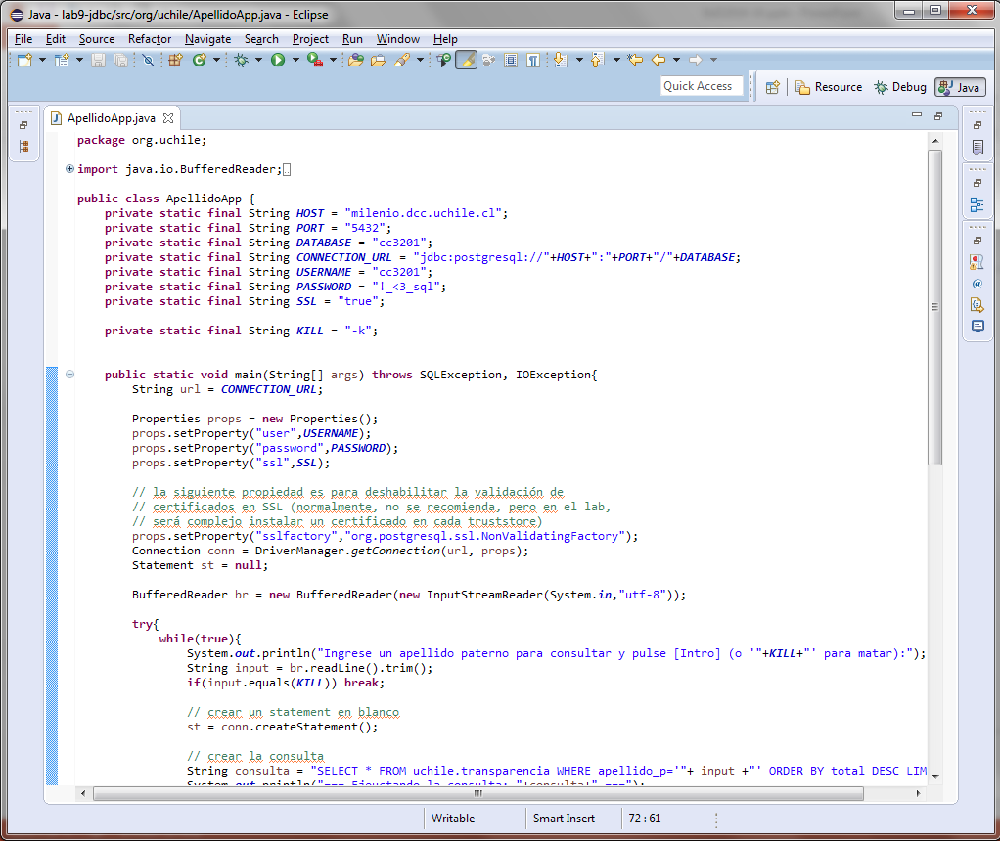 Java - lab9-jdbc/src/org/uchile/ApellidoApp.java - Eclipse
File Edit Source Refactor Navigate Search Project Run Window Help
Quick Access
Resource Debug Java
ApellidoApp.java
package org.uchile;
import java.io.BufferedReader;
public class ApellidoApp {
private static final String HOST = "milenio.dcc.uchile.cl";
private static final String PORT = "5432";
private static final String DATABASE = "cc3201";
private static final String CONNECTION_URL = "jdbc:postgresql://"+HOST+":"+PORT+"/"+DATABASE;
private static final String USERNAME = "cc3201";
private static final String PASSWORD = "!_<3_sql";
private static final String SSL = "true";
private static final String KILL = "-k";
public static void main(String[] args) throws SQLException, IOException{
String url = CONNECTION_URL;
Properties props = new Properties();
props.setProperty("user",USERNAME);
props.setProperty("password",PASSWORD);
props.setProperty("ssl",SSL);
// la siguiente propiedad es para deshabilitar la validación de
// certificados en SSL (normalmente, no se recomienda, pero en el lab,
// será complejo instalar un certificado en cada truststore)
props.setProperty("sslfactory","org.postgresql.ssl.NonValidatingFactory");
Connection conn = DriverManager.getConnection(url, props);
Statement st = null;
BufferedReader br = new BufferedReader(new InputStreamReader(System.in,"utf-8"));
try{
while(true){
System.out.println("Ingrese un apellido paterno para consultar y pulse [Intro] (o '"+KILL+"' para matar):");
String input = br.readLine().trim();
if(input.equals(KILL)) break;
// crear un statement en blanco
st = conn.createStatement();
// crear la consulta
String consulta = "SELECT * FROM uchile.transparencia WHERE apellido_p='"+ input +"' ORDER BY total DESC LIM
System.out.println("=== Ejecutando la consulta: "+consulta+" ===");
Writable Smart Insert 72 : 61